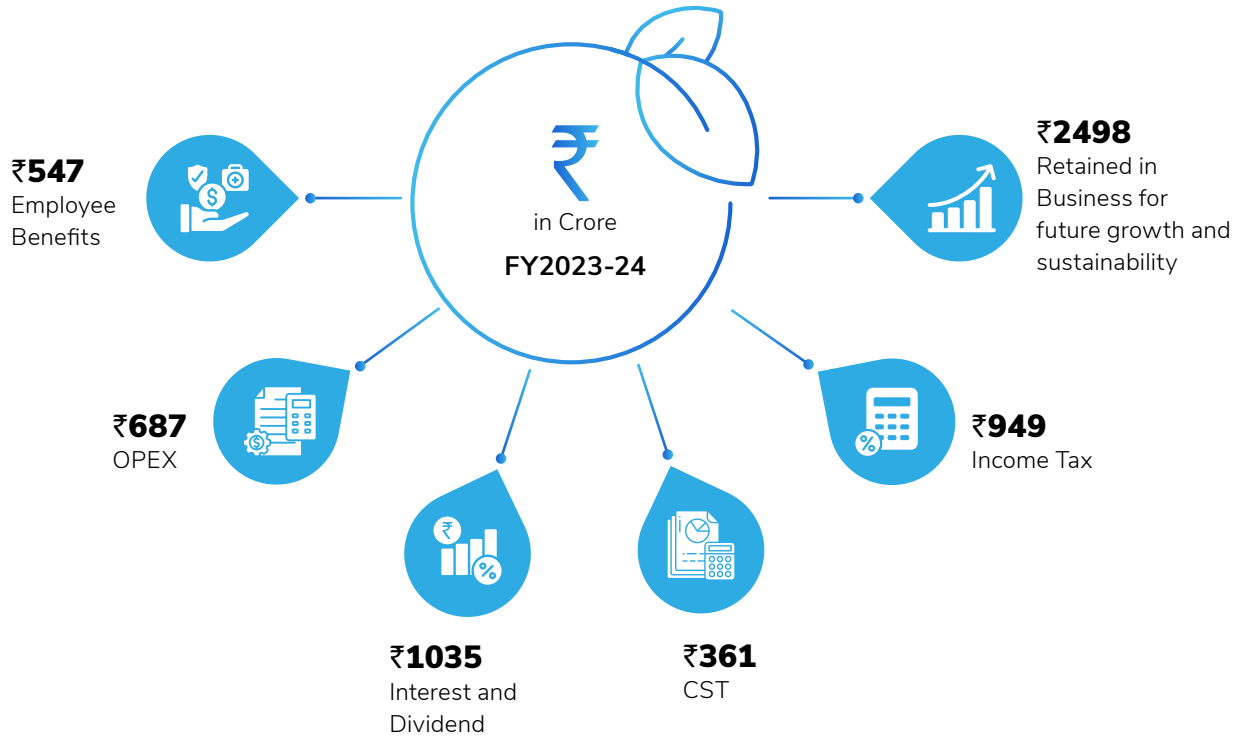 ₹
in Crore
FY2023-24
₹547
Employee
Benefits
₹687
OPEX
₹1035
Interest and
Dividend
₹361
CST
₹949
Income Tax
₹2498
Retained in
Business for
future growth and
sustainability